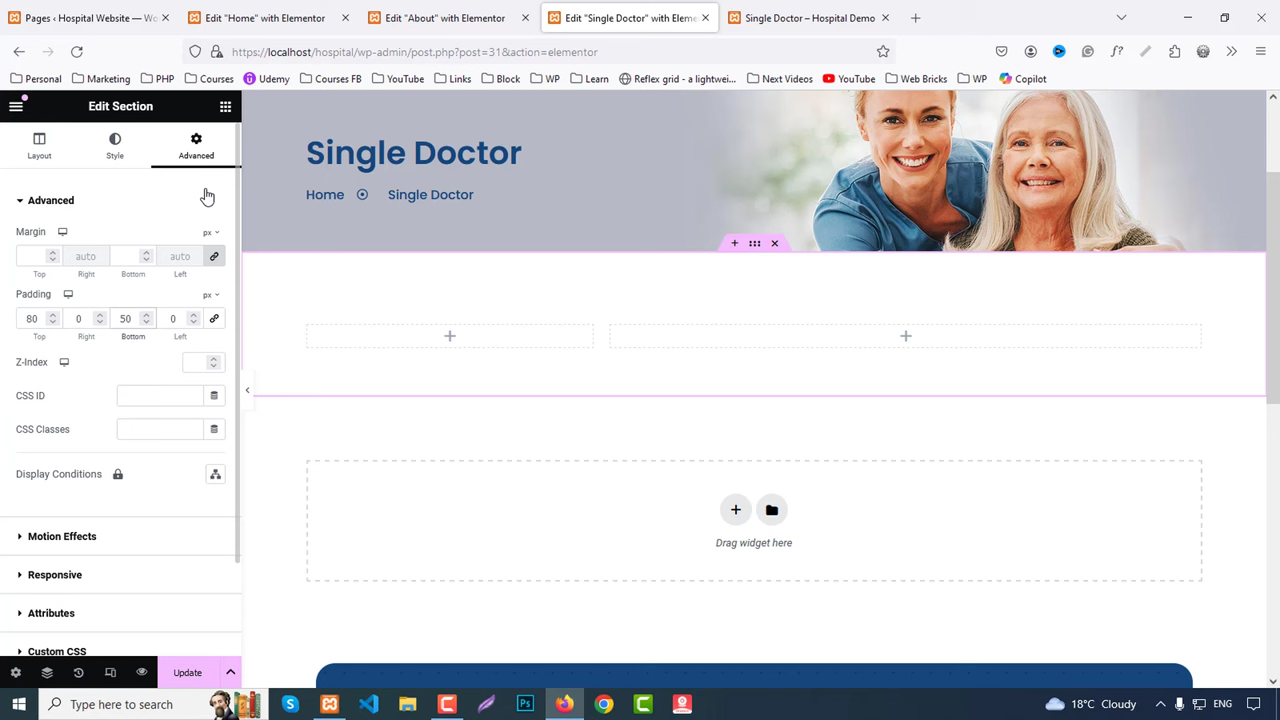 Pages ‹ Hospital Website — Wo
Edit "Home" with Elementor
Edit "About" with Elementor
Edit "Single Doctor" with Eleme
Single Doctor – Hospital Demo
https://localhost/hospital/wp-admin/post.php?post=31&action=elementor
Personal
Marketing
PHP
Courses
Udemy
Courses FB
YouTube
Links
Block
WP
Learn
Reflex grid - a lightwei...
Next Videos
YouTube
Web Bricks
WP
Copilot
Edit Section
Layout
Style
Advanced
Advanced
Margin
px
auto
auto
Top
Right
Bottom
Left
Padding
px
80
0
50
0
Top
Right
Bottom
Left
Z-Index
CSS ID
CSS Classes
Display Conditions
Motion Effects
Responsive
Attributes
Custom CSS
Update
Single Doctor
Home
Single Doctor
Drag widget here
Type here to search
Ps
18°C Cloudy
ENG